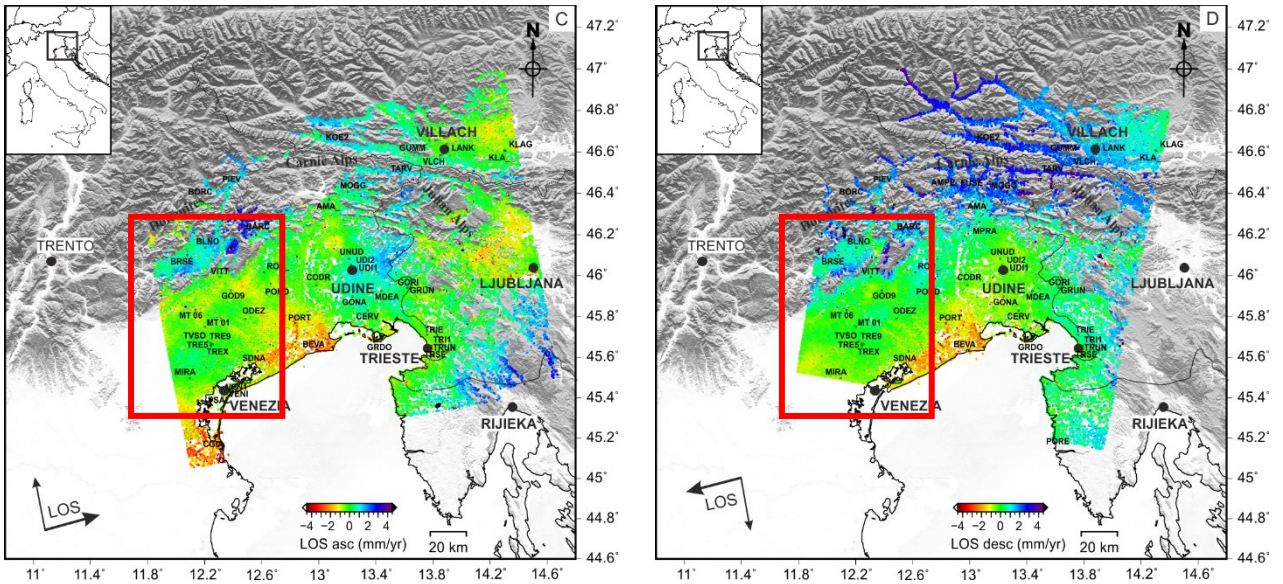 C
N
47.2°
47°
46.8°
46.6°
46.4°
46.2°
46°
45.8°
45.6°
45.4°
45.2°
45°
44.8°
44.6°
VILLACH
KOEZ
GUMM
LANK
KLAG
VLCH
KLA
Carnic Alps
TARV
PIEV
BORC
MOGG
Julian Alps
Dolomites
AMA
BARC
BLNO
TRENTO
BRSE
VITT
RO
UNUD
UDI2
UDI1
CODR
UDINE
LJUBLJANA
GOD9
PORD
GORI
GRUN
MDEA
GONA
MT 06
ODEZ
MT 01
PORT
CERV
TVSO
TRE9
TRE5
TREX
BEVA
GRDO
TRIE
TRI1
TRUN
TRSE
TRIESTE
SDNA
MIRA
VENI
PSAL
VENEZIA
RIJIEKA
LOS
−4 −2 0 2 4
LOS asc (mm/yr)
20 km
11° 11.4° 11.8° 12.2° 12.6° 13° 13.4° 13.8° 14.2° 14.6°
D
N
47.2°
47°
46.8°
46.6°
46.4°
46.2°
46°
45.8°
45.6°
45.4°
45.2°
45°
44.8°
44.6°
VILLACH
KOEZ
GUMM
LANK
KLAG
VLCH
KLA
Carnic Alps
TARV
PIEV
BORC
AMPE
FUSE
MOGG
Julian Alps
Dolomites
AMA
BARC
MPRA
BLNO
TRENTO
BRSE
VITT
RO
UNUD
UDI2
UDI1
CODR
UDINE
LJUBLJANA
GOD9
PORD
GORI
GRUN
MDEA
GONA
MT 06
ODEZ
MT 01
PORT
CERV
TVSO
TRE9
TRE5
TREX
BEVA
GRDO
TRIE
TRI1
TRUN
TRSE
TRIESTE
SDNA
MIRA
VENEZIA
RIJIEKA
PORE
LOS
−4 −2 0 2 4
LOS desc (mm/yr)
20 km
11° 11.4° 11.8° 12.2° 12.6° 13° 13.4° 13.8° 14.2° 14.6°